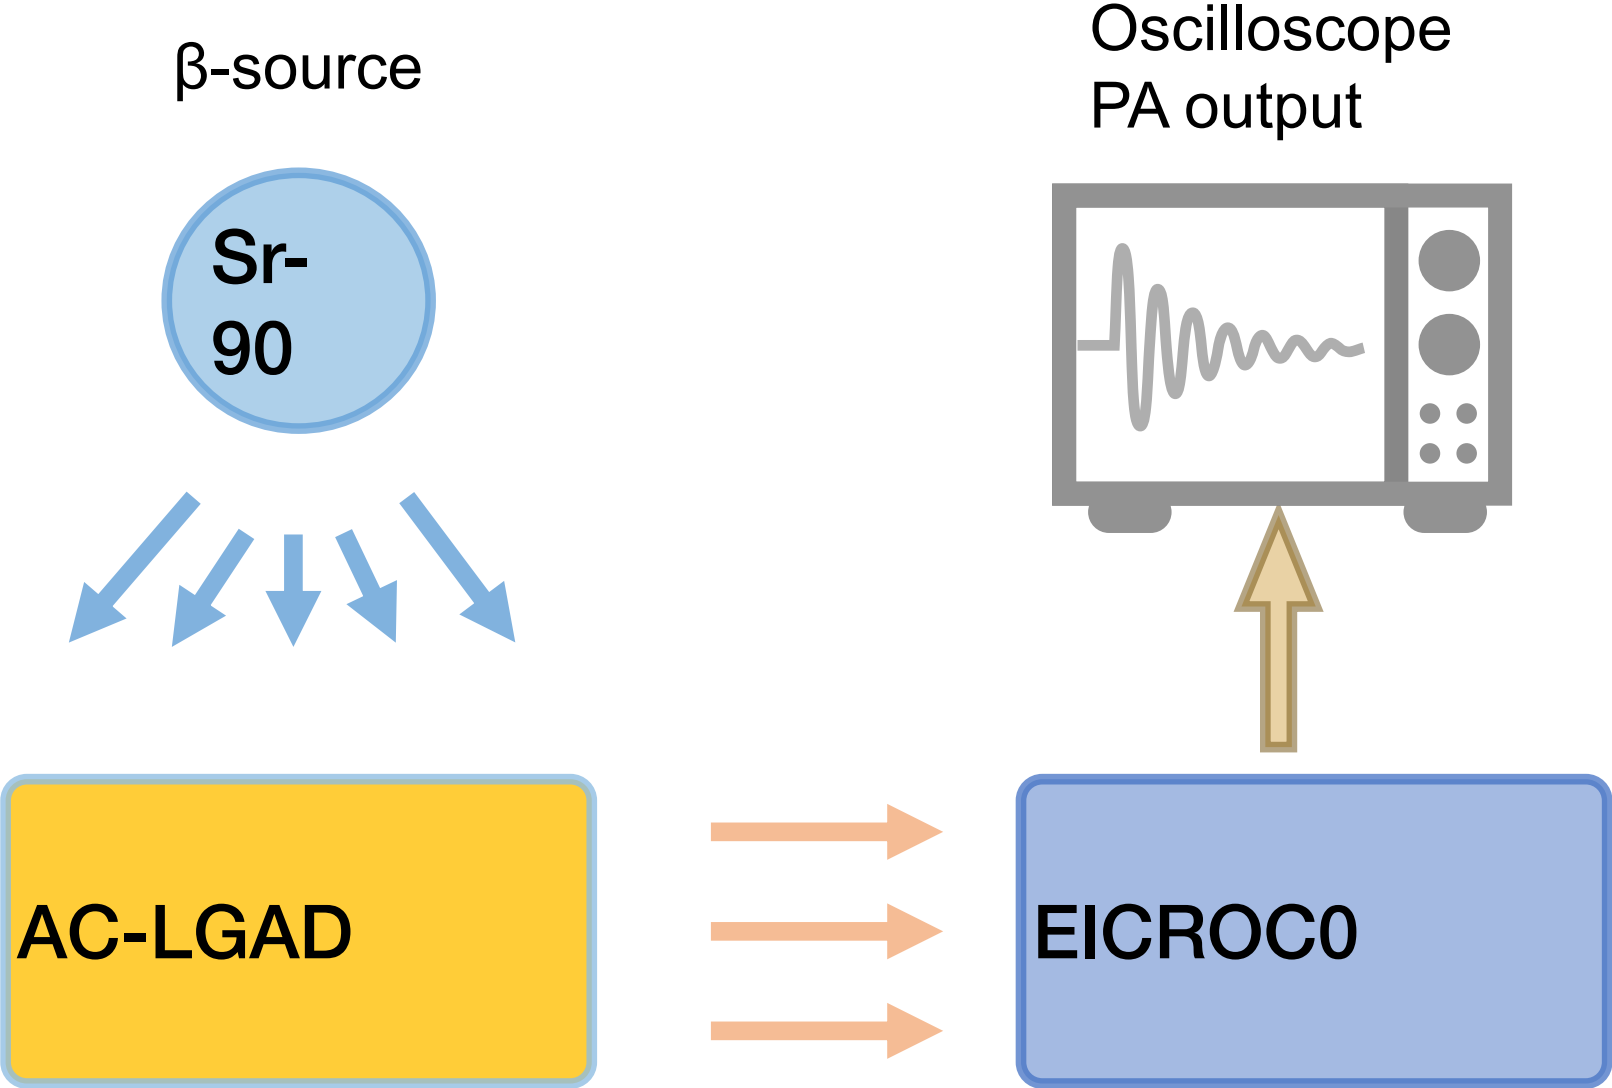 β-source
Oscilloscope
PA output
Sr-
90
AC-LGAD
EICROC0